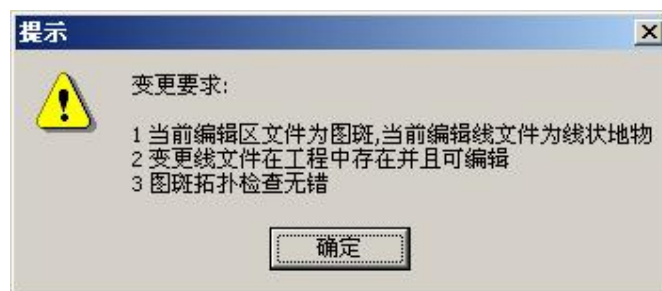 提示
变更要求:
1 当前编辑区文件为图斑,当前编辑线文件为线状地物
2 变更线文件在工程中存在并且可编辑
3 图斑拓扑检查无错
确定